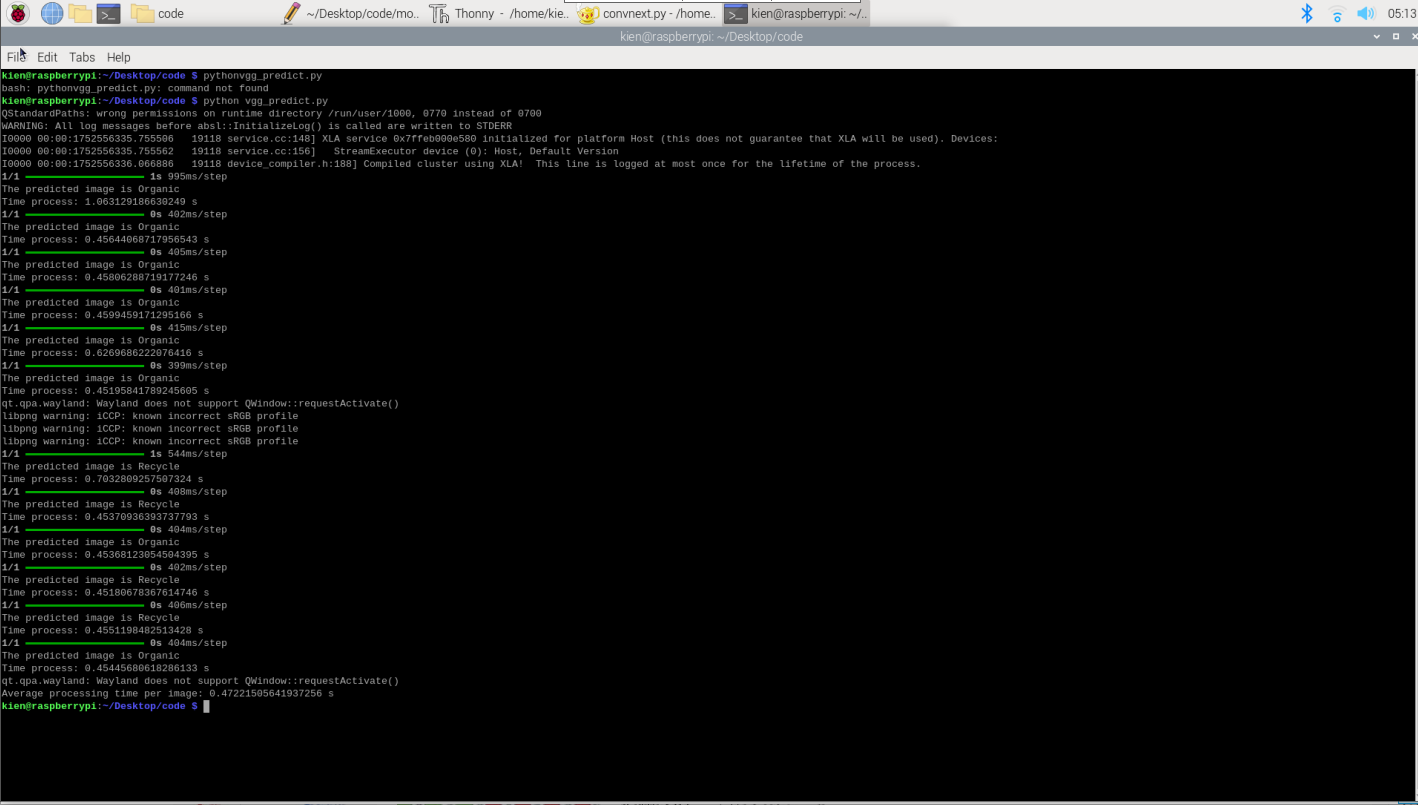 code
~/Desktop/code/mo..
Thonny - /home/kie..
convnext.py - /home..
kien@raspberrypi: ~/..
05:13
kien@raspberrypi: ~/Desktop/code
File Edit Tabs Help
kien@raspberrypi:~/Desktop/code $ pythonvgg_predict.py
bash: pythonvgg_predict.py: command not found
kien@raspberrypi:~/Desktop/code $ python vgg_predict.py
QStandardPaths: wrong permissions on runtime directory /run/user/1000, 0770 instead of 0700
WARNING: All log messages before absl::InitializeLog() is called are written to STDERR
I0000 00:00:1752556335.755506   19118 service.cc:148] XLA service 0x7ffeb000e580 initialized for platform Host (this does not guarantee that XLA will be used). Devices:
I0000 00:00:1752556335.755562   19118 service.cc:156]   StreamExecutor device (0): Host, Default Version
I0000 00:00:1752556336.066886   19118 device_compiler.h:188] Compiled cluster using XLA!  This line is logged at most once for the lifetime of the process.
1/1 1s 995ms/step
The predicted image is Organic
Time process: 1.063129186630249 s
1/1 0s 402ms/step
The predicted image is Organic
Time process: 0.45644068717956543 s
1/1 0s 405ms/step
The predicted image is Organic
Time process: 0.45806288719177246 s
1/1 0s 401ms/step
The predicted image is Organic
Time process: 0.4599459171295166 s
1/1 0s 415ms/step
The predicted image is Organic
Time process: 0.6269686222076416 s
1/1 0s 399ms/step
The predicted image is Organic
Time process: 0.45195841789245605 s
qt.qpa.wayland: Wayland does not support QWindow::requestActivate()
libpng warning: iCCP: known incorrect sRGB profile
libpng warning: iCCP: known incorrect sRGB profile
libpng warning: iCCP: known incorrect sRGB profile
1/1 1s 544ms/step
The predicted image is Recycle
Time process: 0.7032809257507324 s
1/1 0s 408ms/step
The predicted image is Recycle
Time process: 0.45370936393737793 s
1/1 0s 404ms/step
The predicted image is Organic
Time process: 0.45368123054504395 s
1/1 0s 402ms/step
The predicted image is Recycle
Time process: 0.45180678367614746 s
1/1 0s 406ms/step
The predicted image is Recycle
Time process: 0.4551198482513428 s
1/1 0s 404ms/step
The predicted image is Organic
Time process: 0.45445680618286133 s
qt.qpa.wayland: Wayland does not support QWindow::requestActivate()
Average processing time per image: 0.47221505641937256 s
kien@raspberrypi:~/Desktop/code $